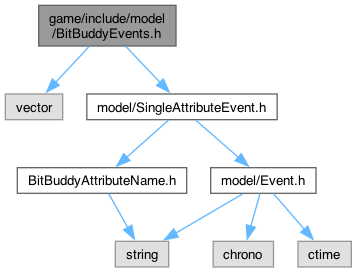 game/include/model
/BitBuddyEvents.h
vector
model/SingleAttributeEvent.h
BitBuddyAttributeName.h
model/Event.h
string
chrono
ctime